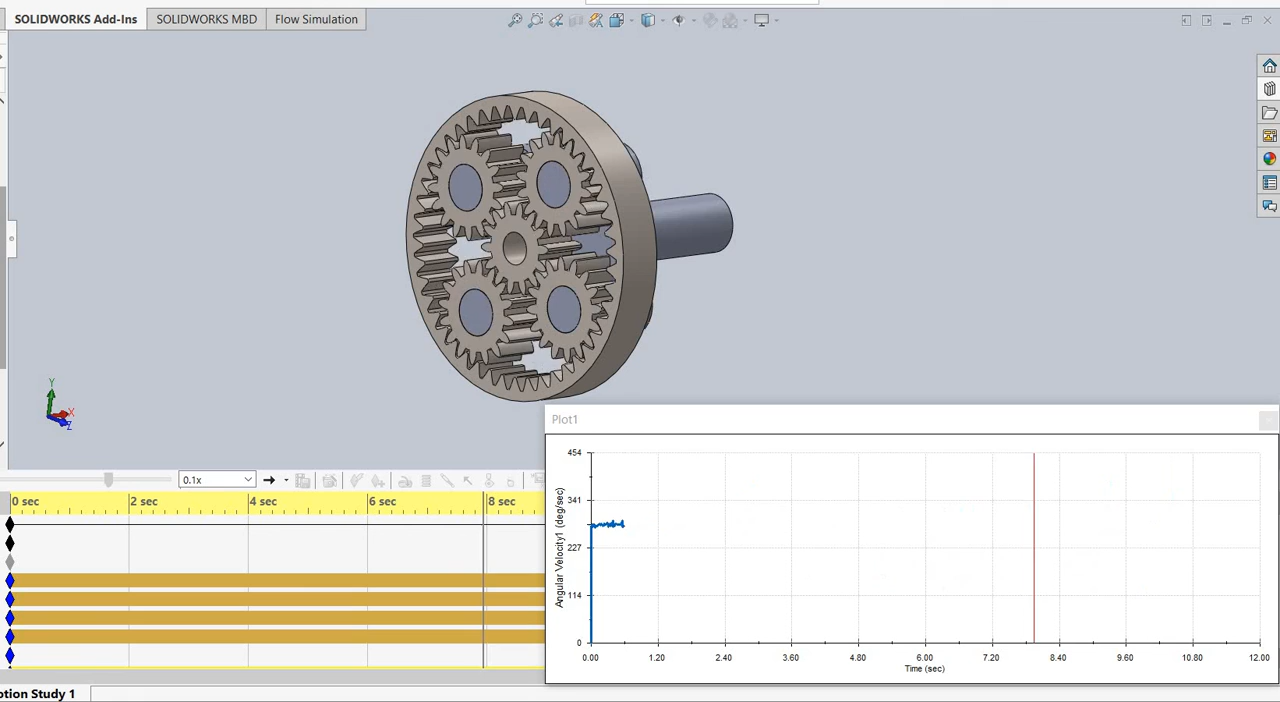 SOLIDWORKS Add-Ins SOLIDWORKS MBD Flow Simulation
Y
X
Z
Plot1
0.1x
0 sec 2 sec 4 sec 6 sec 8 sec
454
341
227
114
0
Angular Velocity1 (deg/sec)
0.00 1.20 2.40 3.60 4.80 6.00 7.20 8.40 9.60 10.80 12.00
Time (sec)
otion Study 1